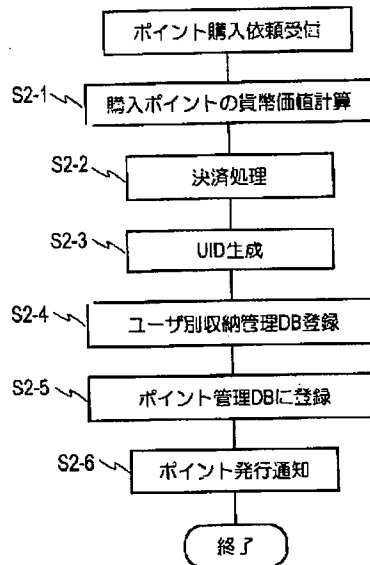 ポイント購入依頼受信
S2-1
購入ポイントの貨幣価値計算
S2-2
決済処理
S2-3
UID生成
S2-4
ユーザ別収納管理DB登録
S2-5
ポイント管理DBに登録
S2-6
ポイント発行通知
終了